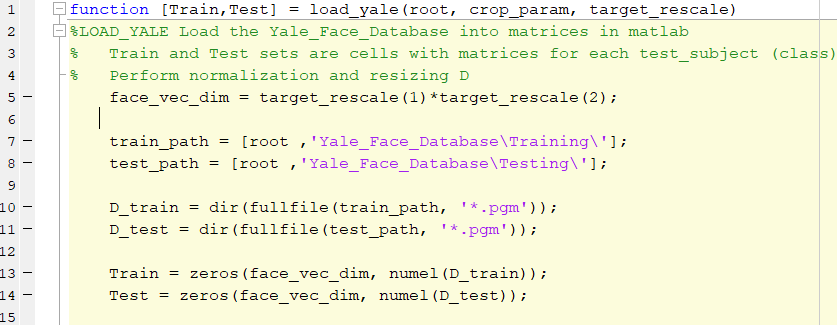 1 function [Train,Test] = load_yale(root, crop_param, target_rescale)
2 %LOAD_YALE Load the Yale_Face_Database into matrices in matlab
3 %   Train and Test sets are cells with matrices for each test_subject (class)
4 %   Perform normalization and resizing D
5     face_vec_dim = target_rescale(1)*target_rescale(2);
6
7     train_path = [root ,'Yale_Face_Database\Training\'];
8     test_path = [root ,'Yale_Face_Database\Testing\'];
9
10     D_train = dir(fullfile(train_path, '*.pgm'));
11     D_test = dir(fullfile(test_path, '*.pgm'));
12
13     Train = zeros(face_vec_dim, numel(D_train));
14     Test = zeros(face_vec_dim, numel(D_test));
15